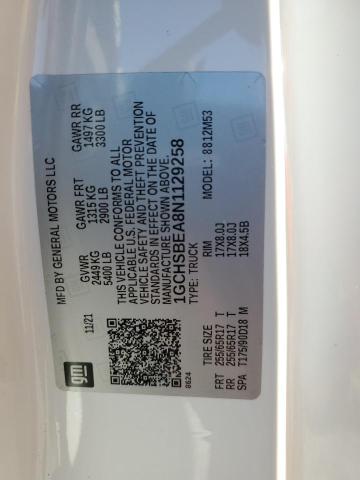 MFD BY GENERAL MOTORS LLC
11/21
GVWR
2449 KG
5400 LB
GAWR FRT
1315 KG
2900 LB
GAWR RR
1497 KG
3300 LB
THIS VEHICLE CONFORMS TO ALL
APPLICABLE U.S. FEDERAL MOTOR
VEHICLE SAFETY AND THEFT PREVENTION
STANDARDS IN EFFECT ON THE DATE OF
MANUFACTURE SHOWN ABOVE.
1GCHSBEA8N1129258
TYPE: TRUCK
MODEL: 8812M53
gm
8624
TIRE SIZE RIM
FRT 255/65R17 T 17X8.0J
RR 255/65R17 T 17X8.0J
SPA T175/90D18 M 18X4.5B